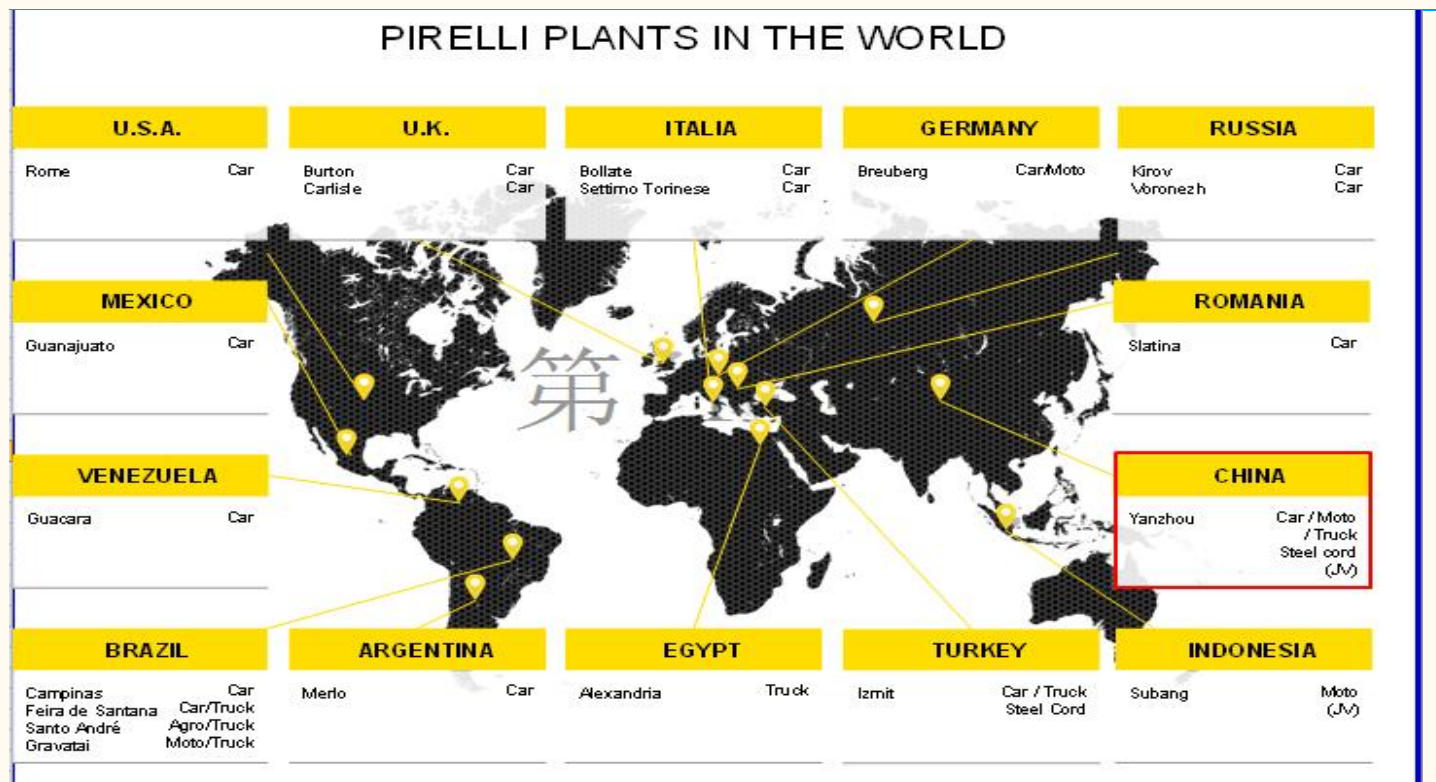 PIRELLI PLANTS IN THE WORLD
U.S.A.
Rome Car
U.K.
Burton Car
Carlisle Car
ITALIA
Bollate Car
Settimo Torinese Car
GERMANY
Breuberg Car/Moto
RUSSIA
Kirov Car
Voronezh Car
MEXICO
Guanajuato Car
ROMANIA
Slatina Car
第
VENEZUELA
Guacara Car
CHINA
Yanzhou Car / Moto
/ Truck
Steel cord
(JV)
BRAZIL
Campinas Car
Feira de Santana Car/Truck
Santo André Agro/Truck
Gravatai Moto/Truck
ARGENTINA
Merlo Car
EGYPT
Alexandria Truck
TURKEY
Izmit Car / Truck
Steel Cord
INDONESIA
Subang Moto
(JV)